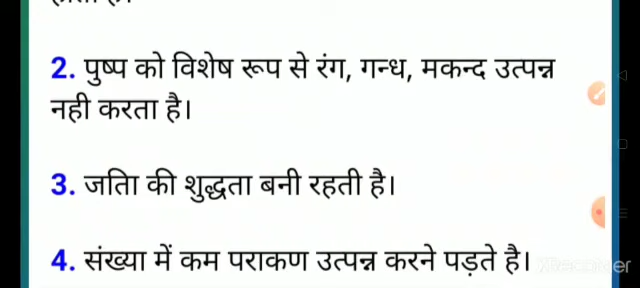 2. पुष्प को विशेष रूप से रंग, गन्ध, मकन्द उत्पन्न
नही करता है।
3. जतिा की शुद्धता बनी रहती है।
4. संख्या में कम पराकण उत्पन्न करने पड़ते है।